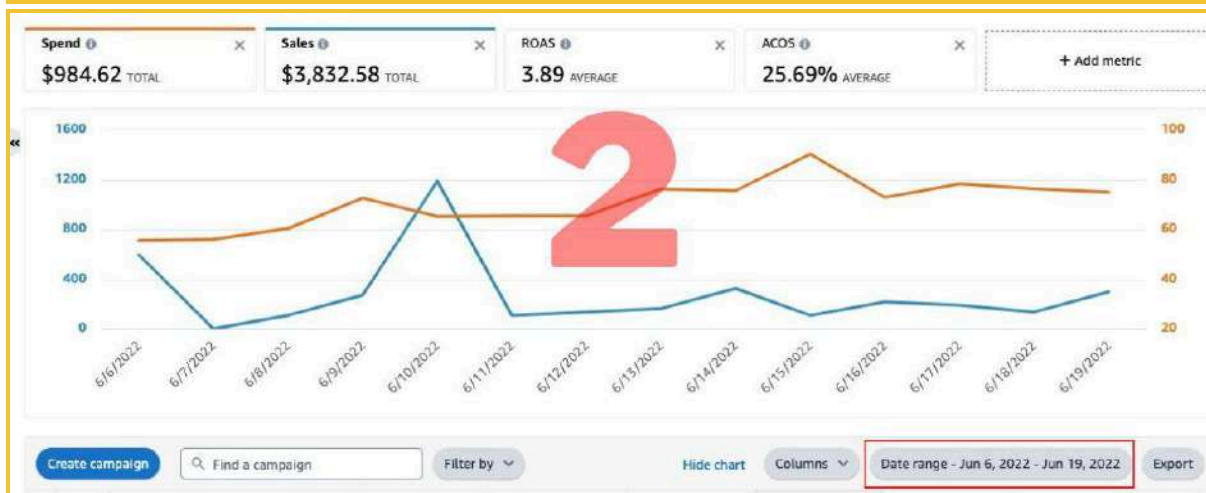 Spend Sales ROAS ACOS + Add metric
$984.62 TOTAL $3,832.58 TOTAL 3.89 AVERAGE 25.69% AVERAGE
2
1600 100
1200 80
800 60
400 40
0 20
6/6/2022 6/7/2022 6/8/2022 6/9/2022 6/10/2022 6/11/2022 6/12/2022 6/13/2022 6/14/2022 6/15/2022 6/16/2022 6/17/2022 6/18/2022 6/19/2022
Create campaign Find a campaign Filter by Hide chart Columns Date range - Jun 6, 2022 - Jun 19, 2022 Export